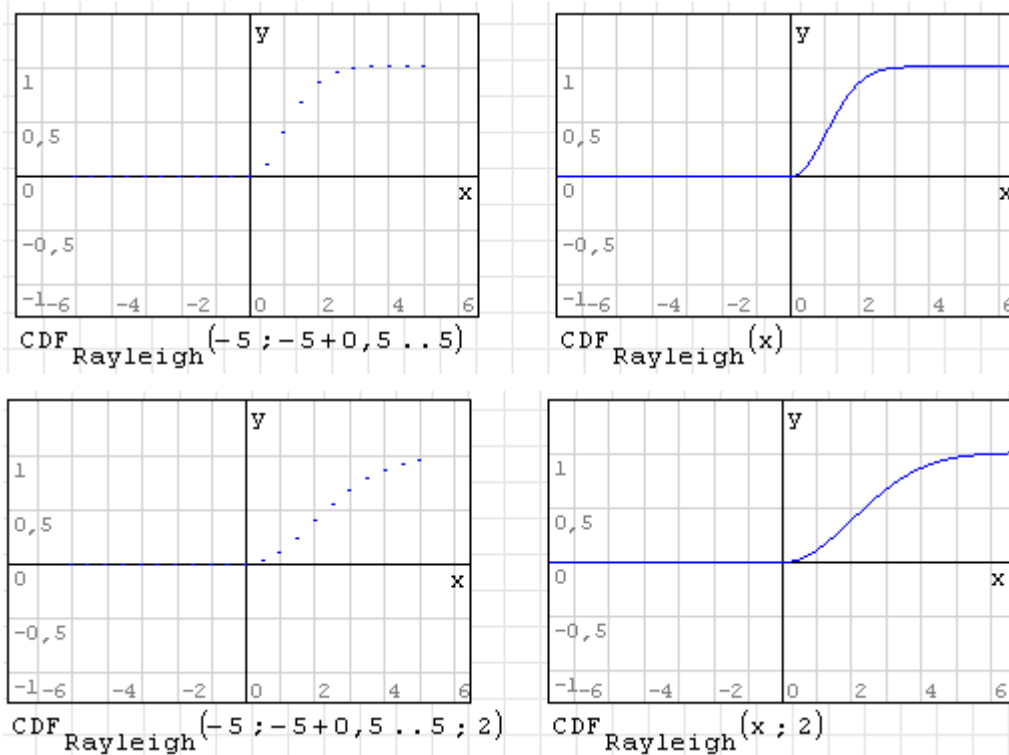 y
1
0,5
0
x
-0,5
-1 -6 -4 -2 0 2 4 6
CDF Rayleigh (-5 ; -5+0,5 .. 5)
y
1
0,5
0
x
-0,5
-1 -6 -4 -2 0 2 4 6
CDF Rayleigh (x)
y
1
0,5
0
x
-0,5
-1 -6 -4 -2 0 2 4 6
CDF Rayleigh (-5 ; -5+0,5 .. 5 ; 2)
y
1
0,5
0
x
-0,5
-1 -6 -4 -2 0 2 4 6
CDF Rayleigh (x ; 2)